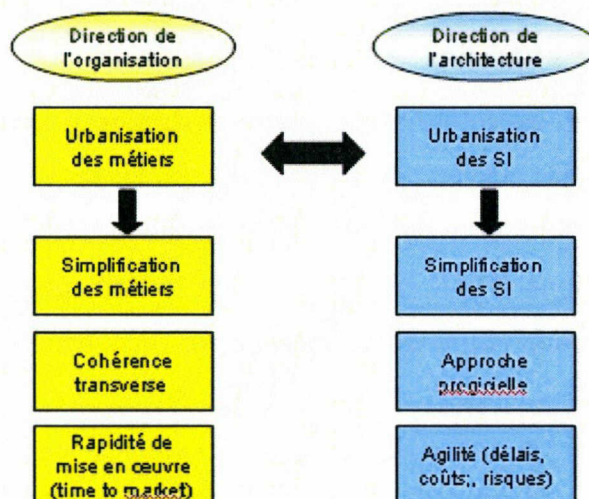 Direction de
l'organisation
Direction de
l'architecture
Urbanisation
des métiers
Urbanisation
des SI
Simplification
des métiers
Simplification
des SI
Cohérence
transverse
Approche
progicielle
Rapidité de
mise en œuvre
(time to market)
Agilité (délais,
coûts;, risques)